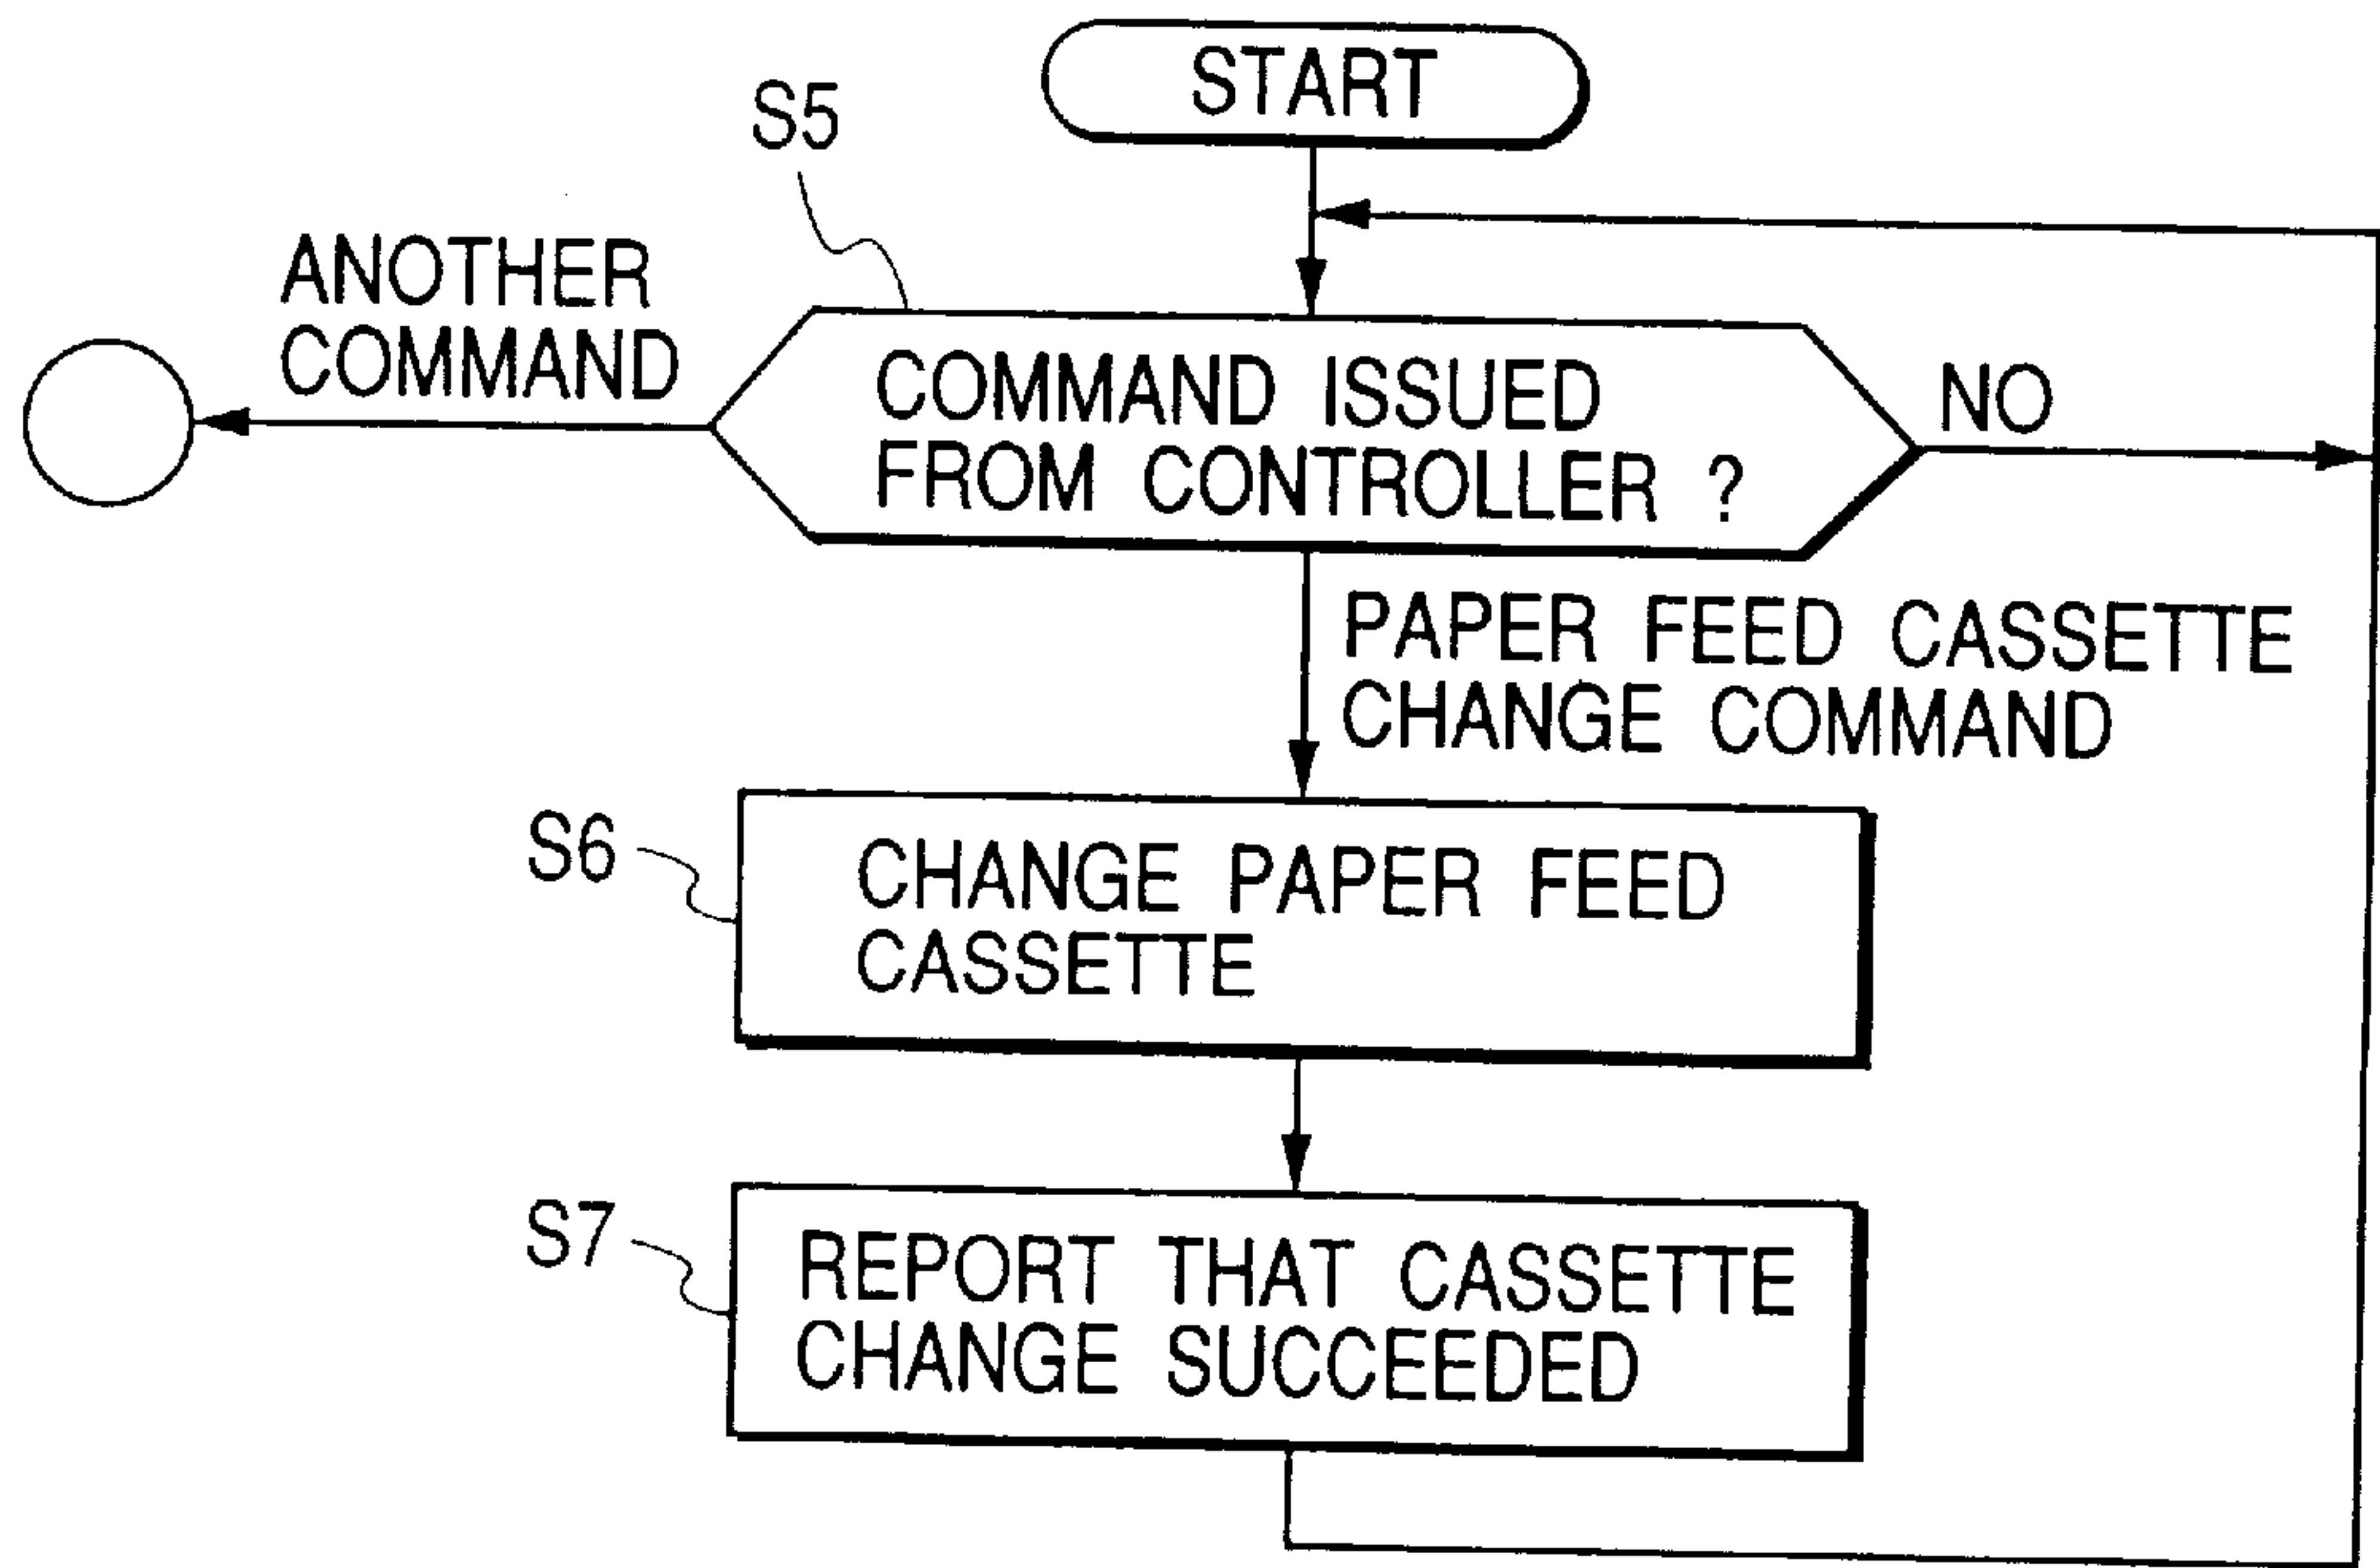 START
S5
ANOTHER
COMMAND
COMMAND ISSUED
FROM CONTROLLER ?
NO
PAPER FEED CASSETTE
CHANGE COMMAND
S6
CHANGE PAPER FEED
CASSETTE
S7
REPORT THAT CASSETTE
CHANGE SUCCEEDED